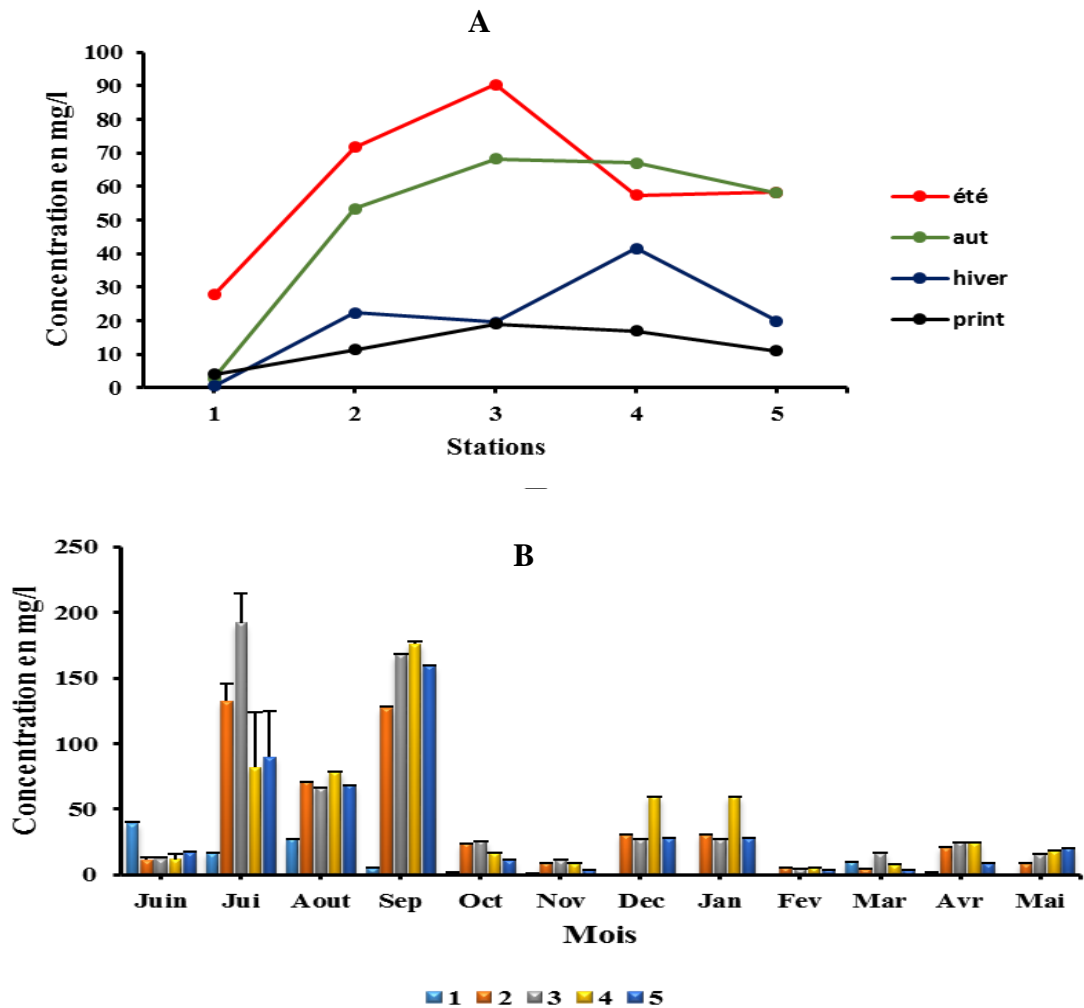 A
Concentration en mg/l
100
90
80
70
60
50
40
30
20
10
0
1 2 3 4 5
Stations
été
aut
hiver
print
B
Concentration en mg/l
250
200
150
100
50
0
Juin Jui Aout Sep Oct Nov Dec Jan Fev Mar Avr Mai
Mois
1 2 3 4 5